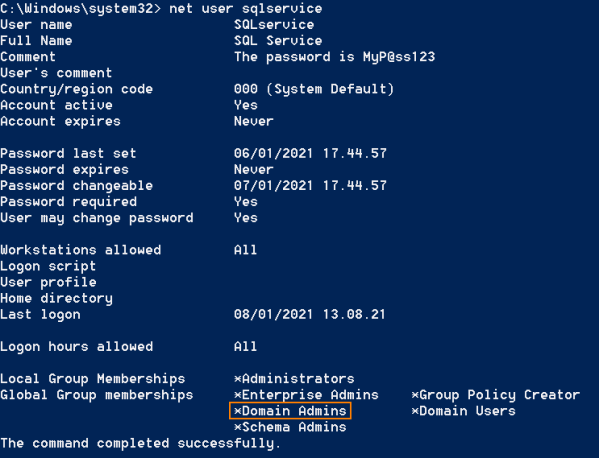 C:\Windows\system32> net user sqlservice
User name                    SQLservice
Full Name                    SQL Service
Comment                      The password is MyP@ss123
User's comment
Country/region code          000 (System Default)
Account active               Yes
Account expires              Never
Password last set            06/01/2021 17.44.57
Password expires             Never
Password changeable          07/01/2021 17.44.57
Password required            Yes
User may change password     Yes
Workstations allowed         All
Logon script
User profile
Home directory
Last logon                   08/01/2021 13.08.21
Logon hours allowed          All
Local Group Memberships      *Administrators
Global Group memberships     *Enterprise Admins    *Group Policy Creator
                             *Domain Admins        *Domain Users
                             *Schema Admins
The command completed successfully.